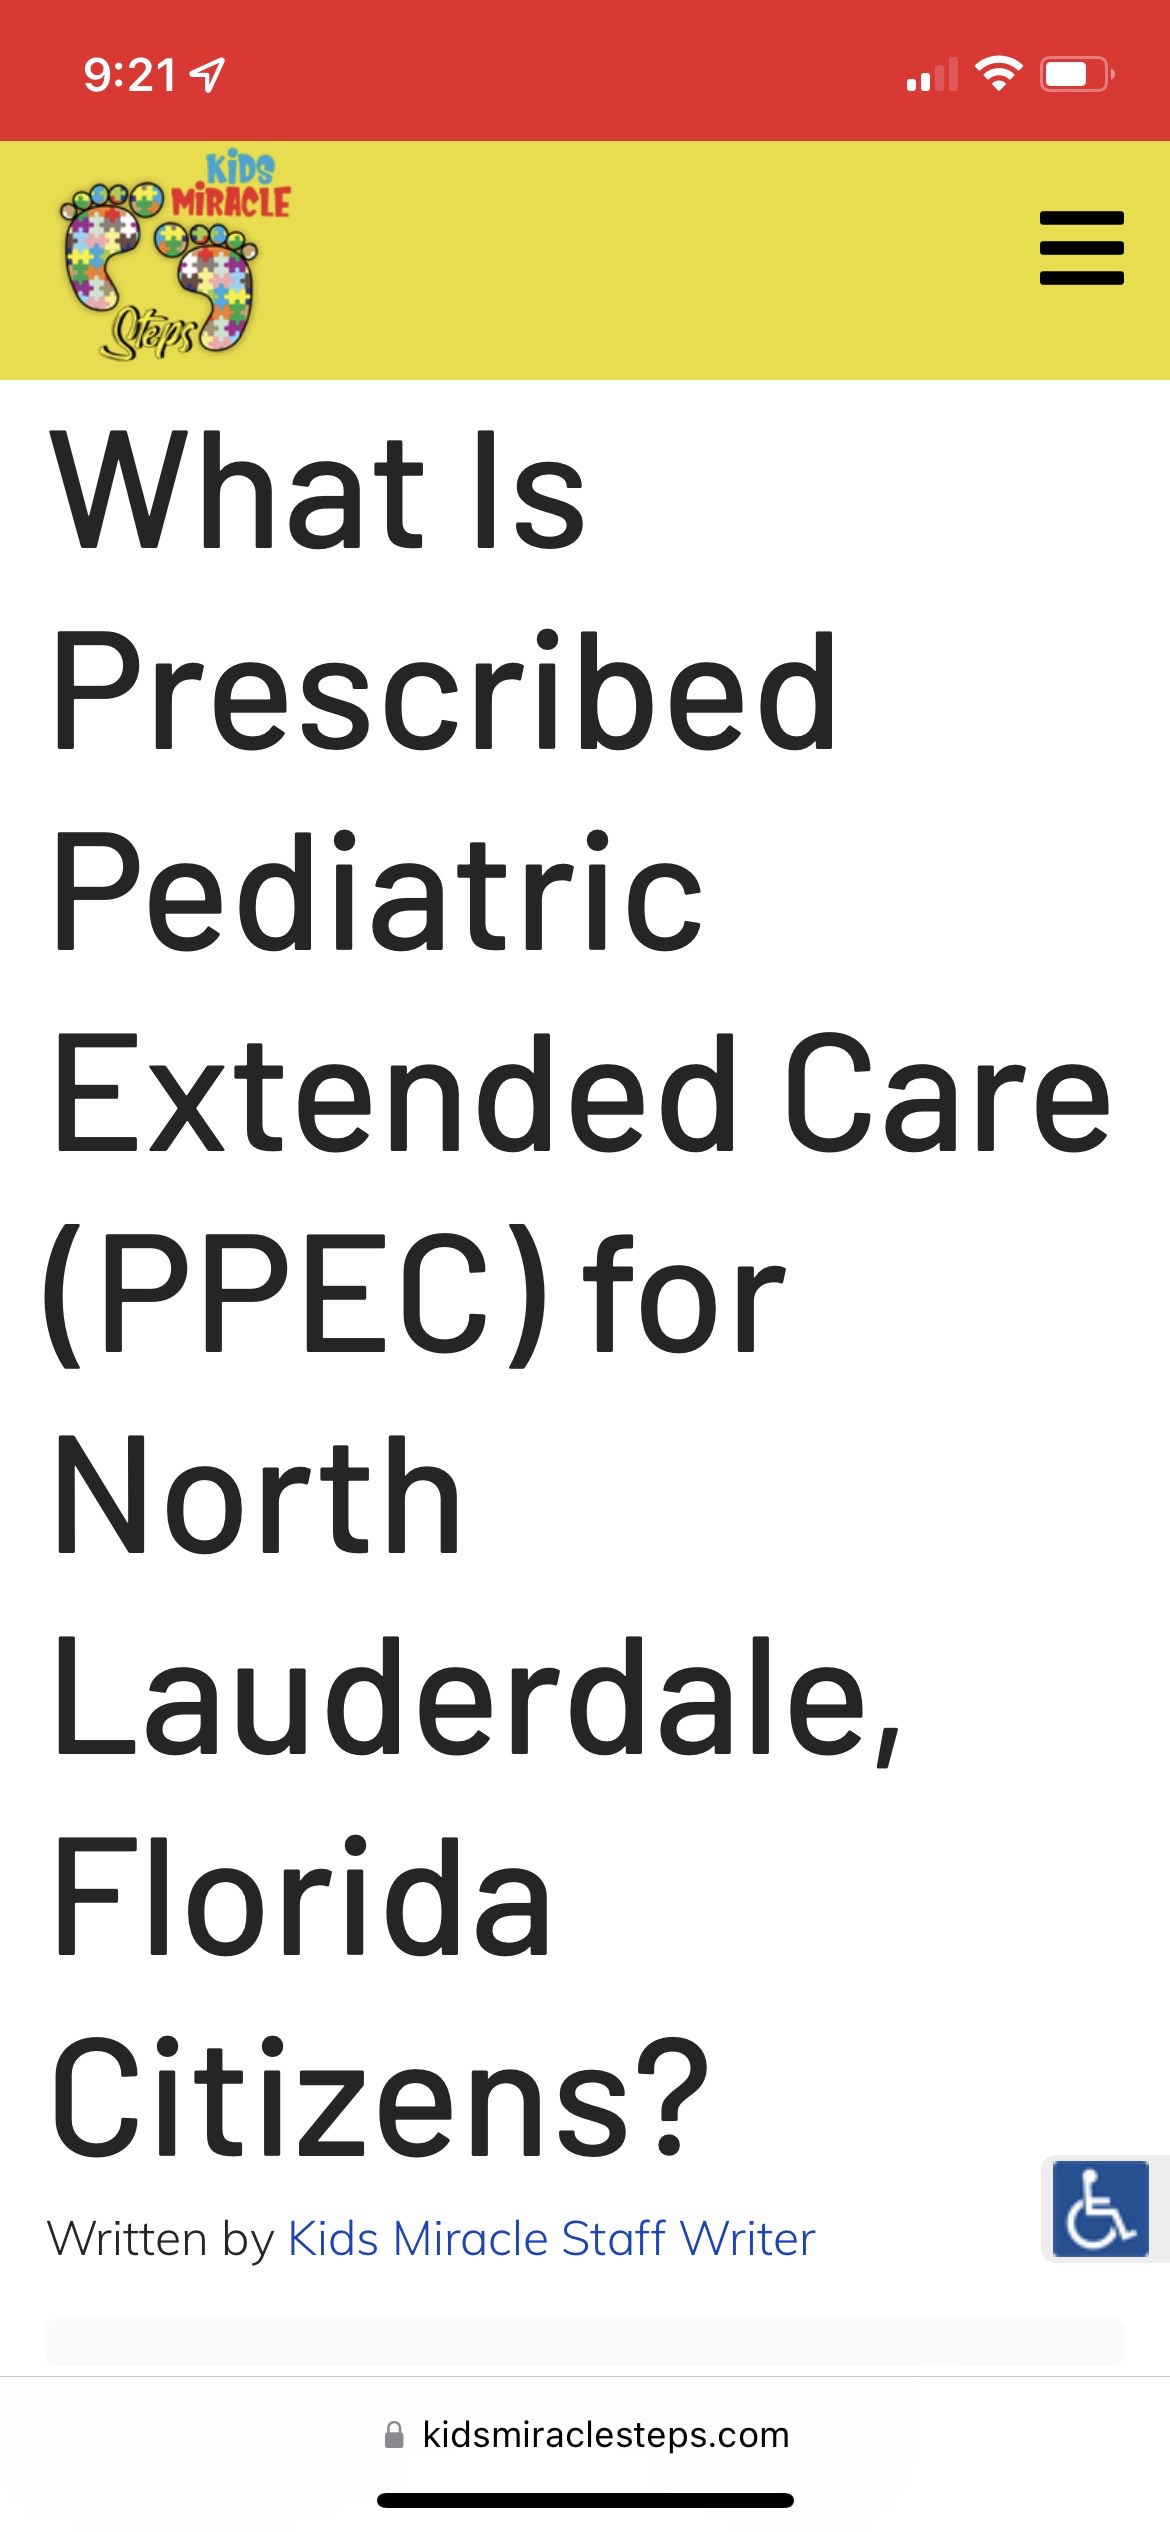 9:21
KiDS
MiRACLE
Steps
What Is
Prescribed
Pediatric
Extended Care
(PPEC) for
North
Lauderdale,
Florida
Citizens?
Written by Kids Miracle Staff Writer
kidsmiraclesteps.com